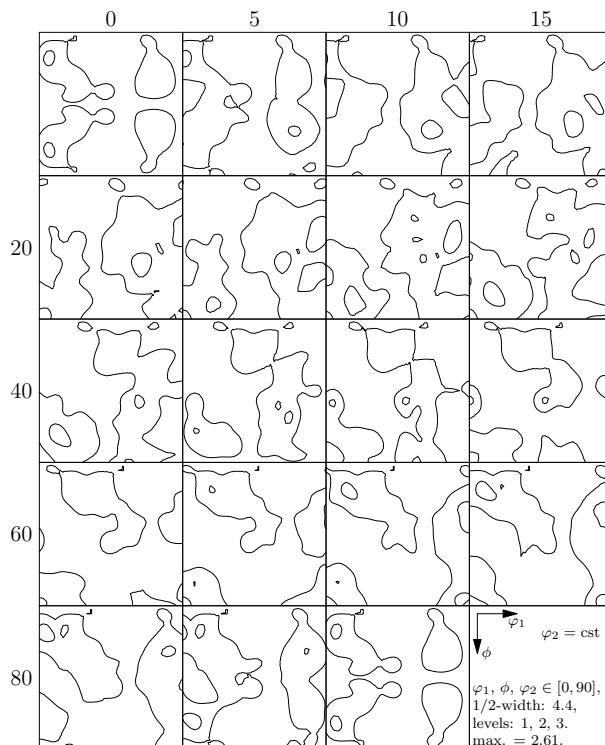 0 5 10 15
20
40
60
80
φ₁
φ₂ = cst
ϕ
φ₁, ϕ, φ₂ ∈ [0, 90],
1/2-width: 4.4,
levels: 1, 2, 3.
max. = 2.61.